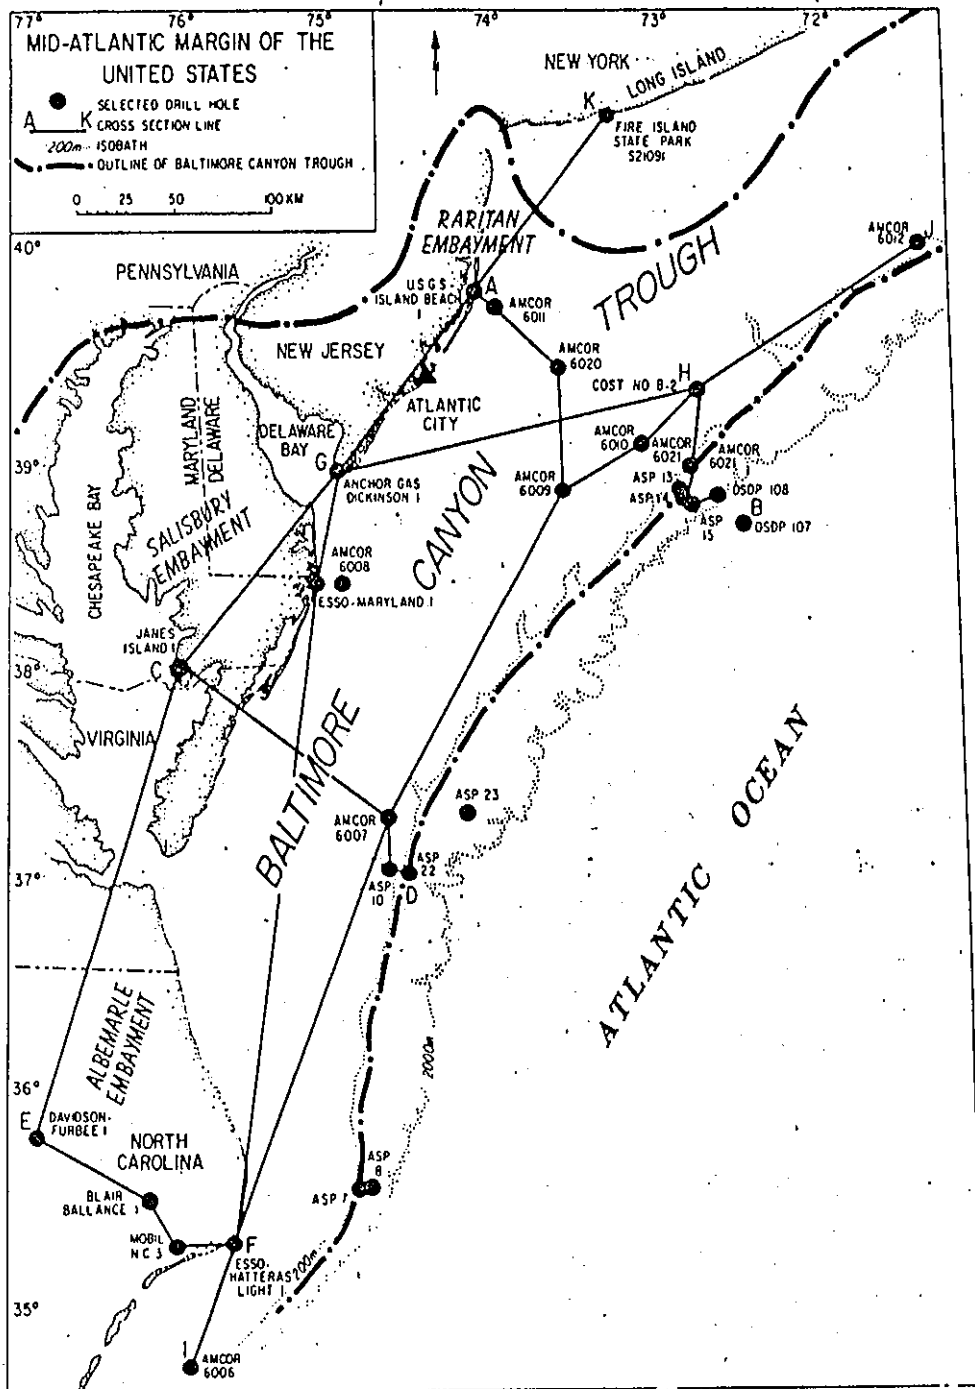 77° 76° 75° 74° 73° 72°
MID-ATLANTIC MARGIN OF THE
UNITED STATES
SELECTED DRILL HOLE
A K CROSS SECTION LINE
200m ISOBATH
OUTLINE OF BALTIMORE CANYON TROUGH
0 25 50 100 KM
NEW YORK
LONG ISLAND
K
FIRE ISLAND
STATE PARK
S21091
RARITAN
EMBAYMENT
TROUGH
AMCOR
6012
J
40°
PENNSYLVANIA
U.S.G.S.
ISLAND BEACH
1
A
AMCOR
6011
NEW JERSEY
AMCOR
6020
H
COST NO B-2
ATLANTIC
CITY
MARYLAND
DELAWARE
DELAWARE
BAY
G
39°
ANCHOR GAS
DICKINSON 1
AMCOR
6010
AMCOR
6021
AMCOR
6021
AMCOR
6009
ASP 13
ASP 14
ASP
15
DSDP 108
B
DSDP 107
CANYON
CHESAPEAKE BAY
SALISBURY
EMBAYMENT
AMCOR
6008
ESSO-MARYLAND 1
JANES
ISLAND 1
C
38°
VIRGINIA
BALTIMORE
AMCOR
6007
ASP 23
ASP
22
ASP
10
D
37°
ATLANTIC
OCEAN
ALBEMARLE
EMBAYMENT
2000m
36°
E
DAVIDSON-
FURBEE 1
NORTH
CAROLINA
BLAIR
BALLANCE 1
ASP
8
ASP 7
MOBIL
NC 3
F
ESSO-
HATTERAS
LIGHT 1
200m
35°
I
AMCOR
6006